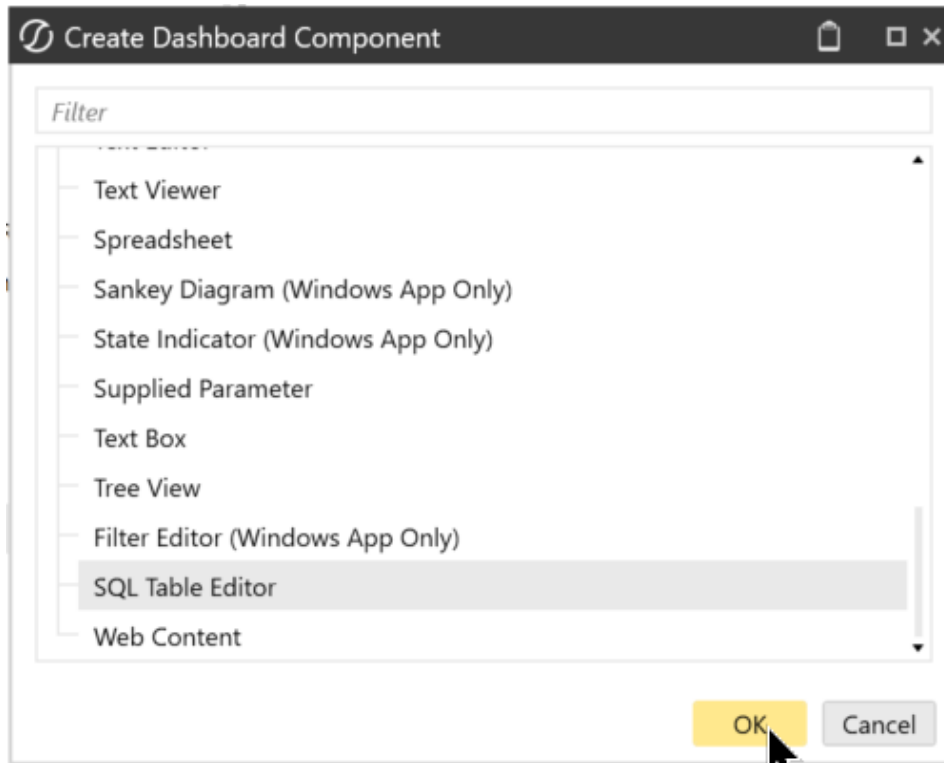 Create Dashboard Component
Filter
Text Viewer
Spreadsheet
Sankey Diagram (Windows App Only)
State Indicator (Windows App Only)
Supplied Parameter
Text Box
Tree View
Filter Editor (Windows App Only)
SQL Table Editor
Web Content
OK
Cancel